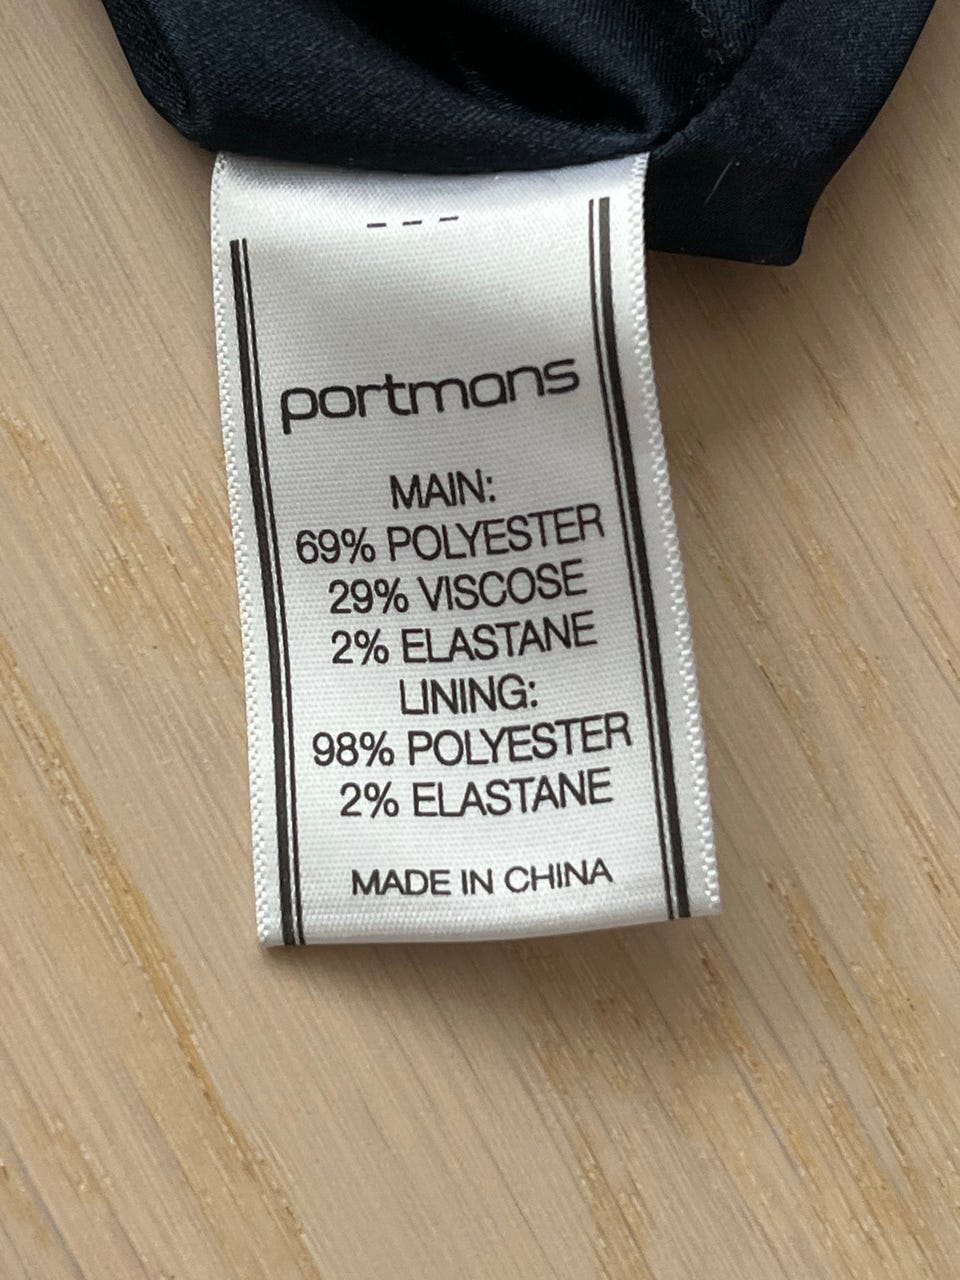 portmans
MAIN:
69% POLYESTER
29% VISCOSE
2% ELASTANE
LINING:
98% POLYESTER
2% ELASTANE
MADE IN CHINA